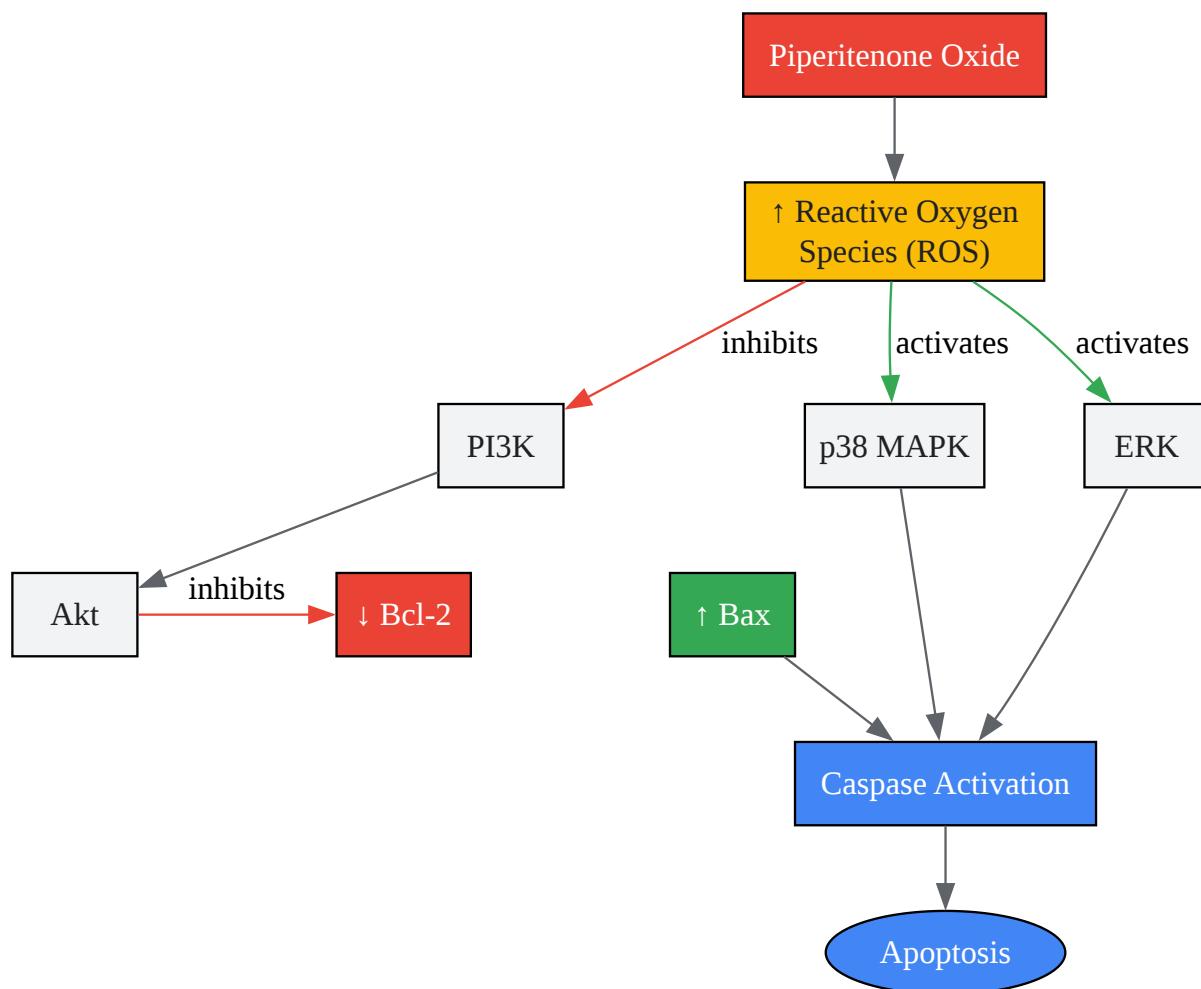 Piperitenone Oxide
↑ Reactive Oxygen
Species (ROS)
inhibits
activates
activates
PI3K
p38 MAPK
ERK
Akt
inhibits
↓ Bcl-2
↑ Bax
Caspase Activation
Apoptosis